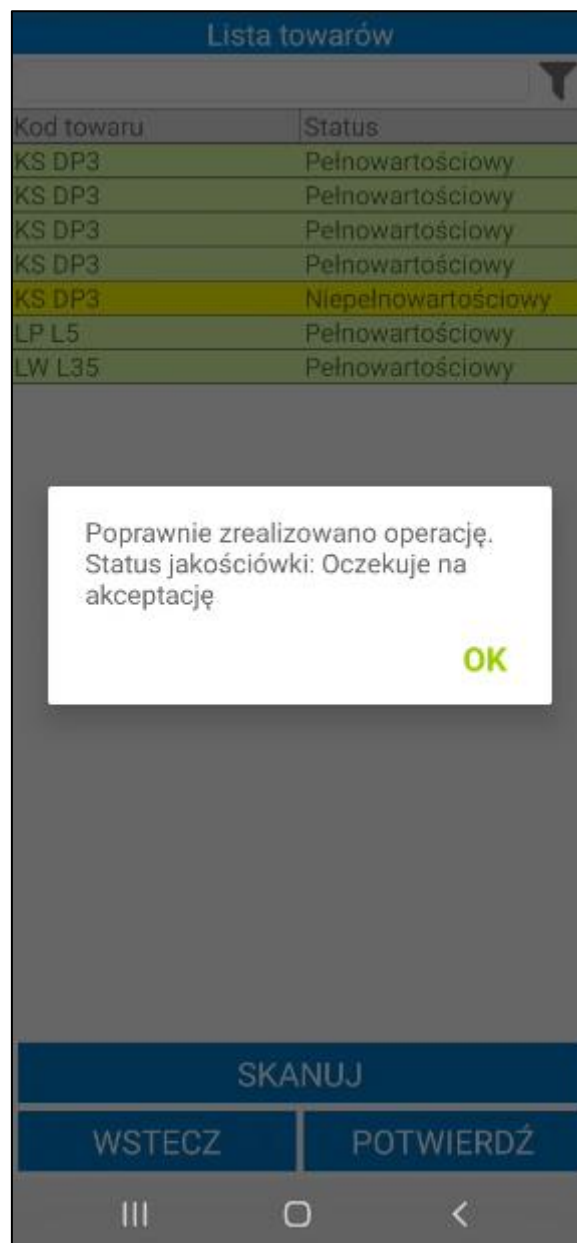 Lista towarów
Kod towaru Status
KS DP3 Pełnowartościowy
KS DP3 Pełnowartościowy
KS DP3 Pełnowartościowy
KS DP3 Pełnowartościowy
KS DP3 Niepełnowartościowy
LP L5 Pełnowartościowy
LW L35 Pełnowartościowy
Poprawnie zrealizowano operację.
Status jakościówki: Oczekuje na
akceptację
OK
SKANUJ
WSTECZ POTWIERDŹ